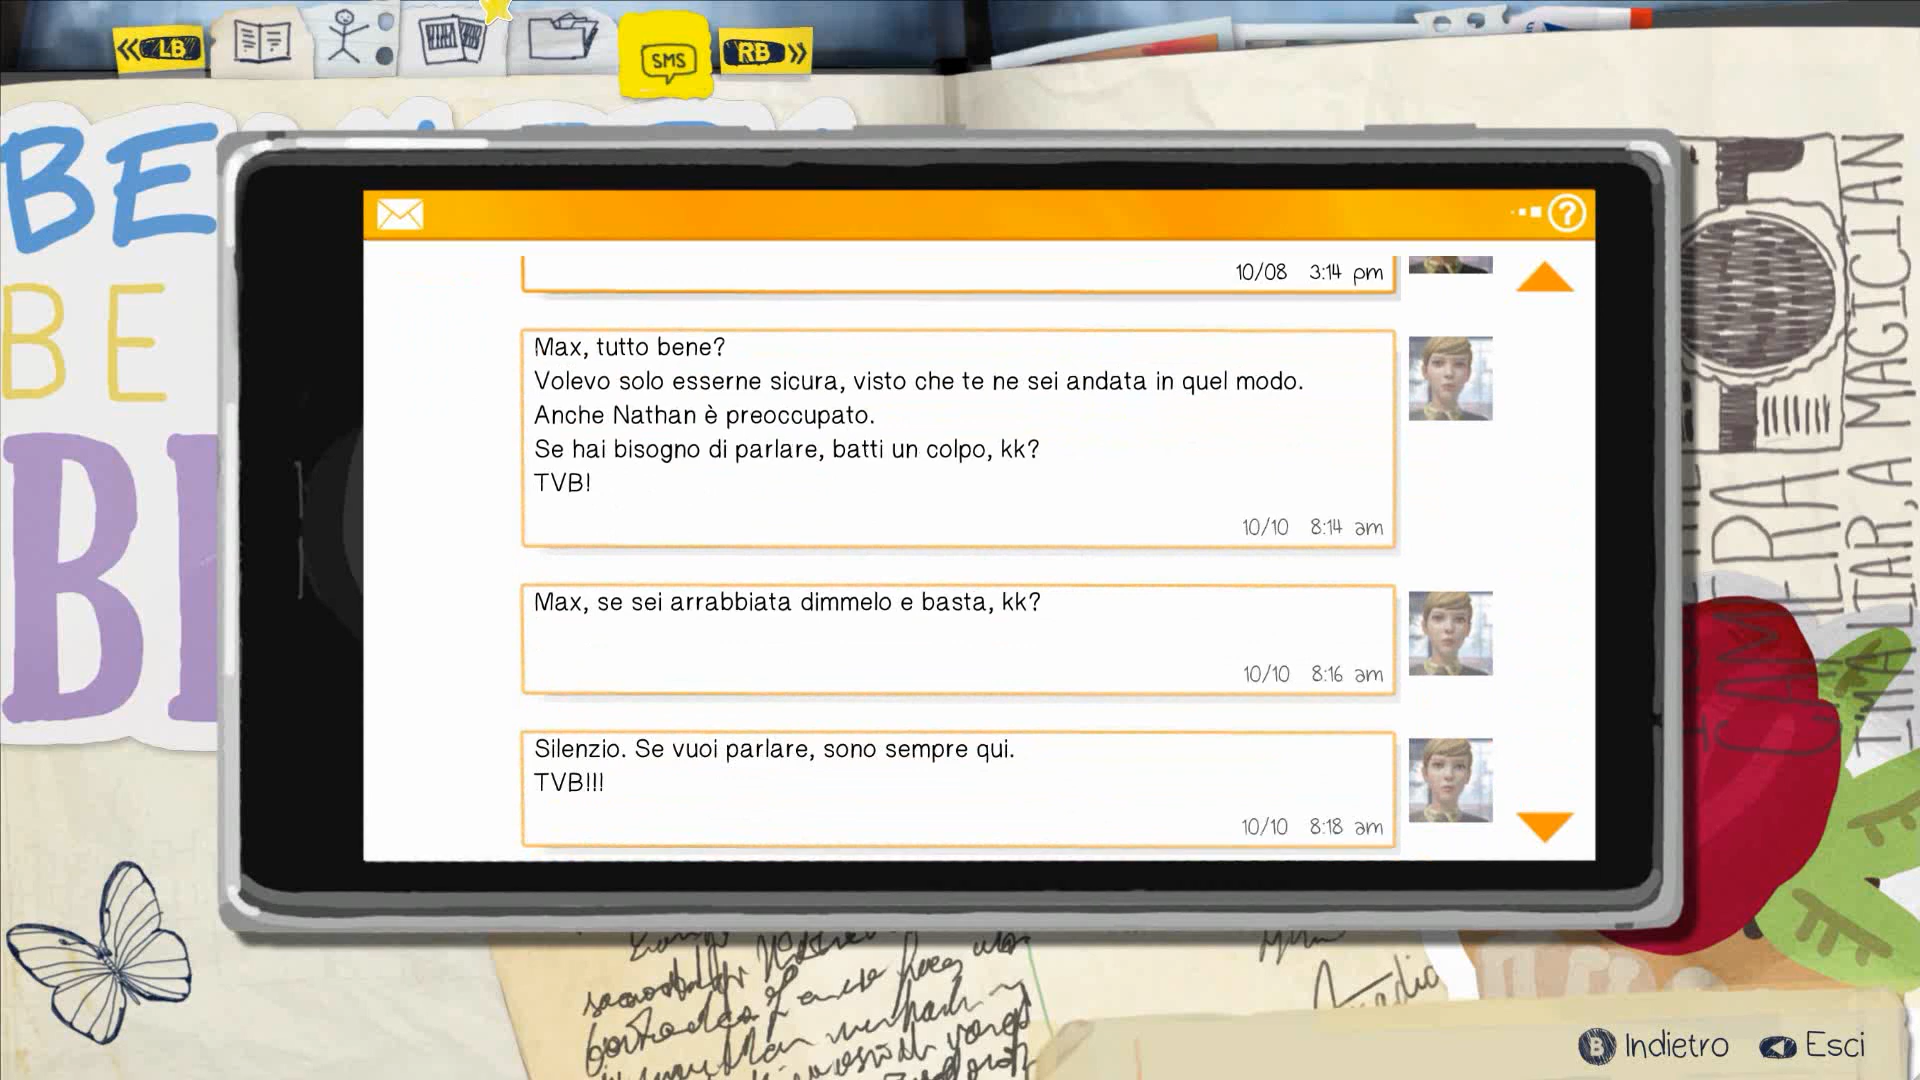 LB
SMS
RB
BE
BE
10/08 3:14 pm
Max, tutto bene?
Volevo solo esserne sicura, visto che te ne sei andata in quel modo.
Anche Nathan è preoccupato.
Se hai bisogno di parlare, batti un colpo, kk?
TVB!
10/10 8:14 am
Max, se sei arrabbiata dimmelo e basta, kk?
10/10 8:16 am
Silenzio. Se vuoi parlare, sono sempre qui.
TVB!!!
10/10 8:18 am
CAMERA
I'M A LIAR, A MAGICIAN
B Indietro
Esci